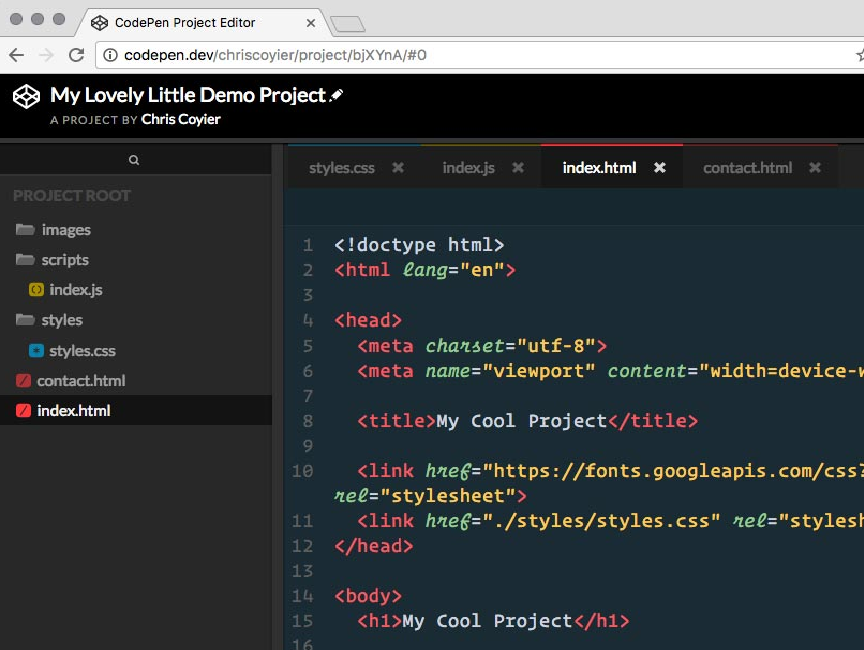 CodePen Project Editor
codepen.dev/chriscoyier/project/bjXYnA/#0
My Lovely Little Demo Project
A PROJECT BY Chris Coyier
PROJECT ROOT
images
scripts
index.js
styles
styles.css
contact.html
index.html
styles.css index.js index.html contact.html
1 <!doctype html>
2 <html lang="en">
3
4 <head>
5 <meta charset="utf-8">
6 <meta name="viewport" content="width=device-w
7
8 <title>My Cool Project</title>
9
10 <link href="https://fonts.googleapis.com/css?
rel="stylesheet">
11 <link href="./styles/styles.css" rel="stylesh
12 </head>
13
14 <body>
15 <h1>My Cool Project</h1>
16